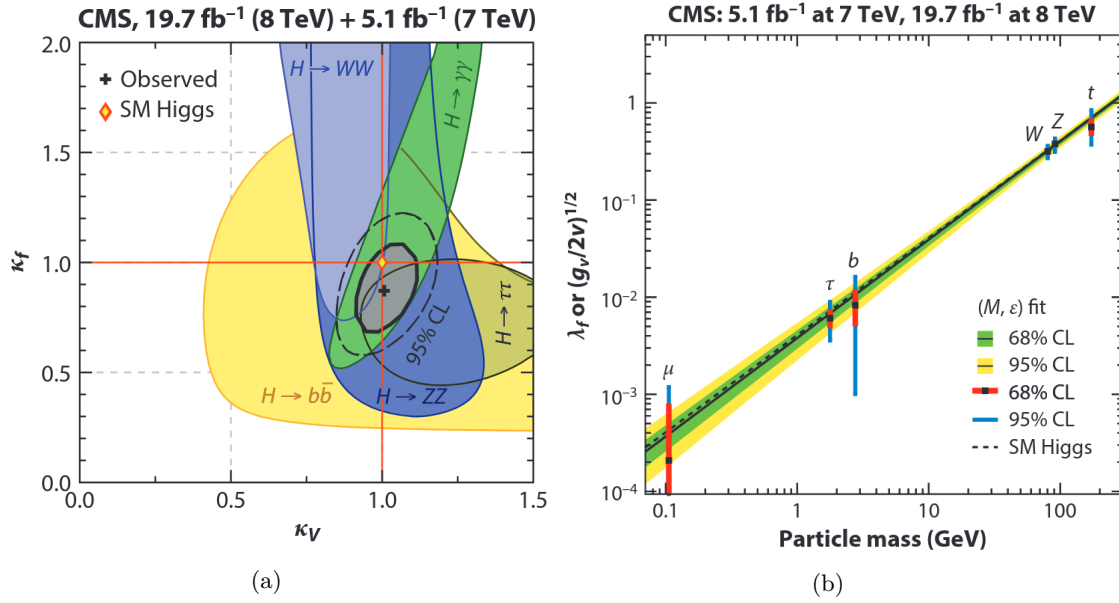 CMS, 19.7 fb⁻¹ (8 TeV) + 5.1 fb⁻¹ (7 TeV)
2.0
1.5
1.0
0.5
0.0
κf
Observed
SM Higgs
H → WW
H → γγ
H → ττ
95% CL
H → bb̅
H → ZZ
0.0
0.5
1.0
1.5
κV
(a)
CMS: 5.1 fb⁻¹ at 7 TeV, 19.7 fb⁻¹ at 8 TeV
1
10⁻¹
10⁻²
10⁻³
10⁻⁴
λf or (gv/2v)^1/2
t
W
Z
b
τ
μ
(M, ε) fit
68% CL
95% CL
68% CL
95% CL
SM Higgs
0.1
1
10
100
Particle mass (GeV)
(b)